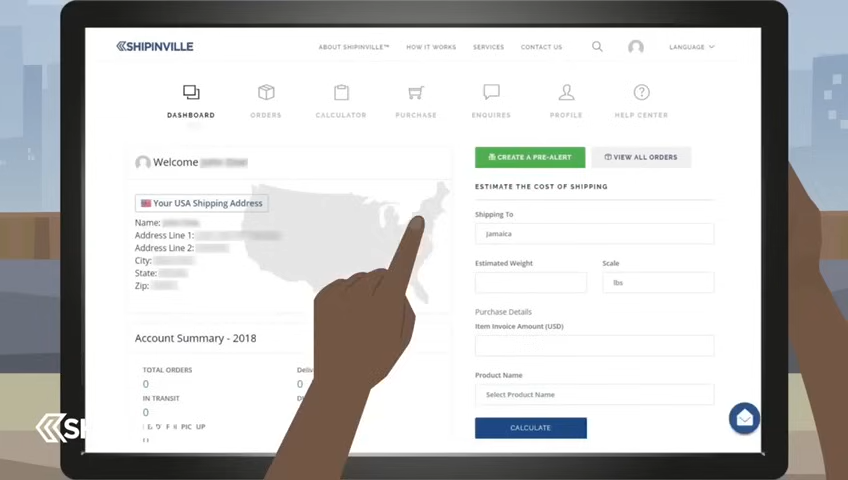 SHIPINVILLE
ABOUT SHIPINVILLE™ HOW IT WORKS SERVICES CONTACT US LANGUAGE
DASHBOARD ORDERS CALCULATOR PURCHASE ENQUIRES PROFILE HELP CENTER
Welcome
Your USA Shipping Address
Name:
Address Line 1:
Address Line 2:
City:
State:
Zip:
Account Summary - 2018
TOTAL ORDERS
0
0
IN TRANSIT
0
CREATE A PRE-ALERT VIEW ALL ORDERS
ESTIMATE THE COST OF SHIPPING
Shipping To
Jamaica
Estimated Weight Scale
lbs
Purchase Details
Item Invoice Amount (USD)
Product Name
Select Product Name
CALCULATE